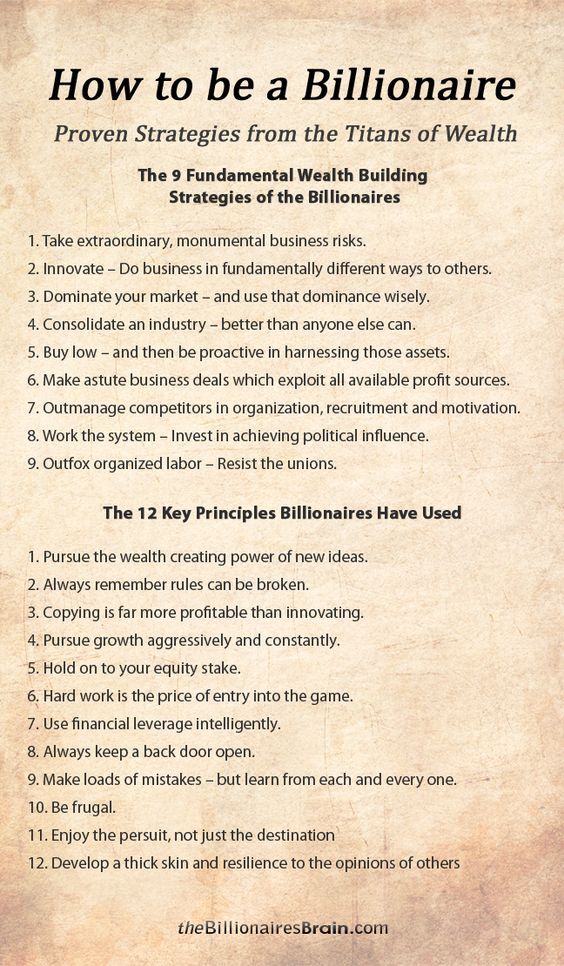 How to be a Billionaire
Proven Strategies from the Titans of Wealth
The 9 Fundamental Wealth Building
Strategies of the Billionaires
1. Take extraordinary, monumental business risks.
2. Innovate – Do business in fundamentally different ways to others.
3. Dominate your market – and use that dominance wisely.
4. Consolidate an industry – better than anyone else can.
5. Buy low – and then be proactive in harnessing those assets.
6. Make astute business deals which exploit all available profit sources.
7. Outmanage competitors in organization, recruitment and motivation.
8. Work the system – Invest in achieving political influence.
9. Outfox organized labor – Resist the unions.
The 12 Key Principles Billionaires Have Used
1. Pursue the wealth creating power of new ideas.
2. Always remember rules can be broken.
3. Copying is far more profitable than innovating.
4. Pursue growth aggressively and constantly.
5. Hold on to your equity stake.
6. Hard work is the price of entry into the game.
7. Use financial leverage intelligently.
8. Always keep a back door open.
9. Make loads of mistakes – but learn from each and every one.
10. Be frugal.
11. Enjoy the persuit, not just the destination
12. Develop a thick skin and resilience to the opinions of others
theBillionairesBrain.com